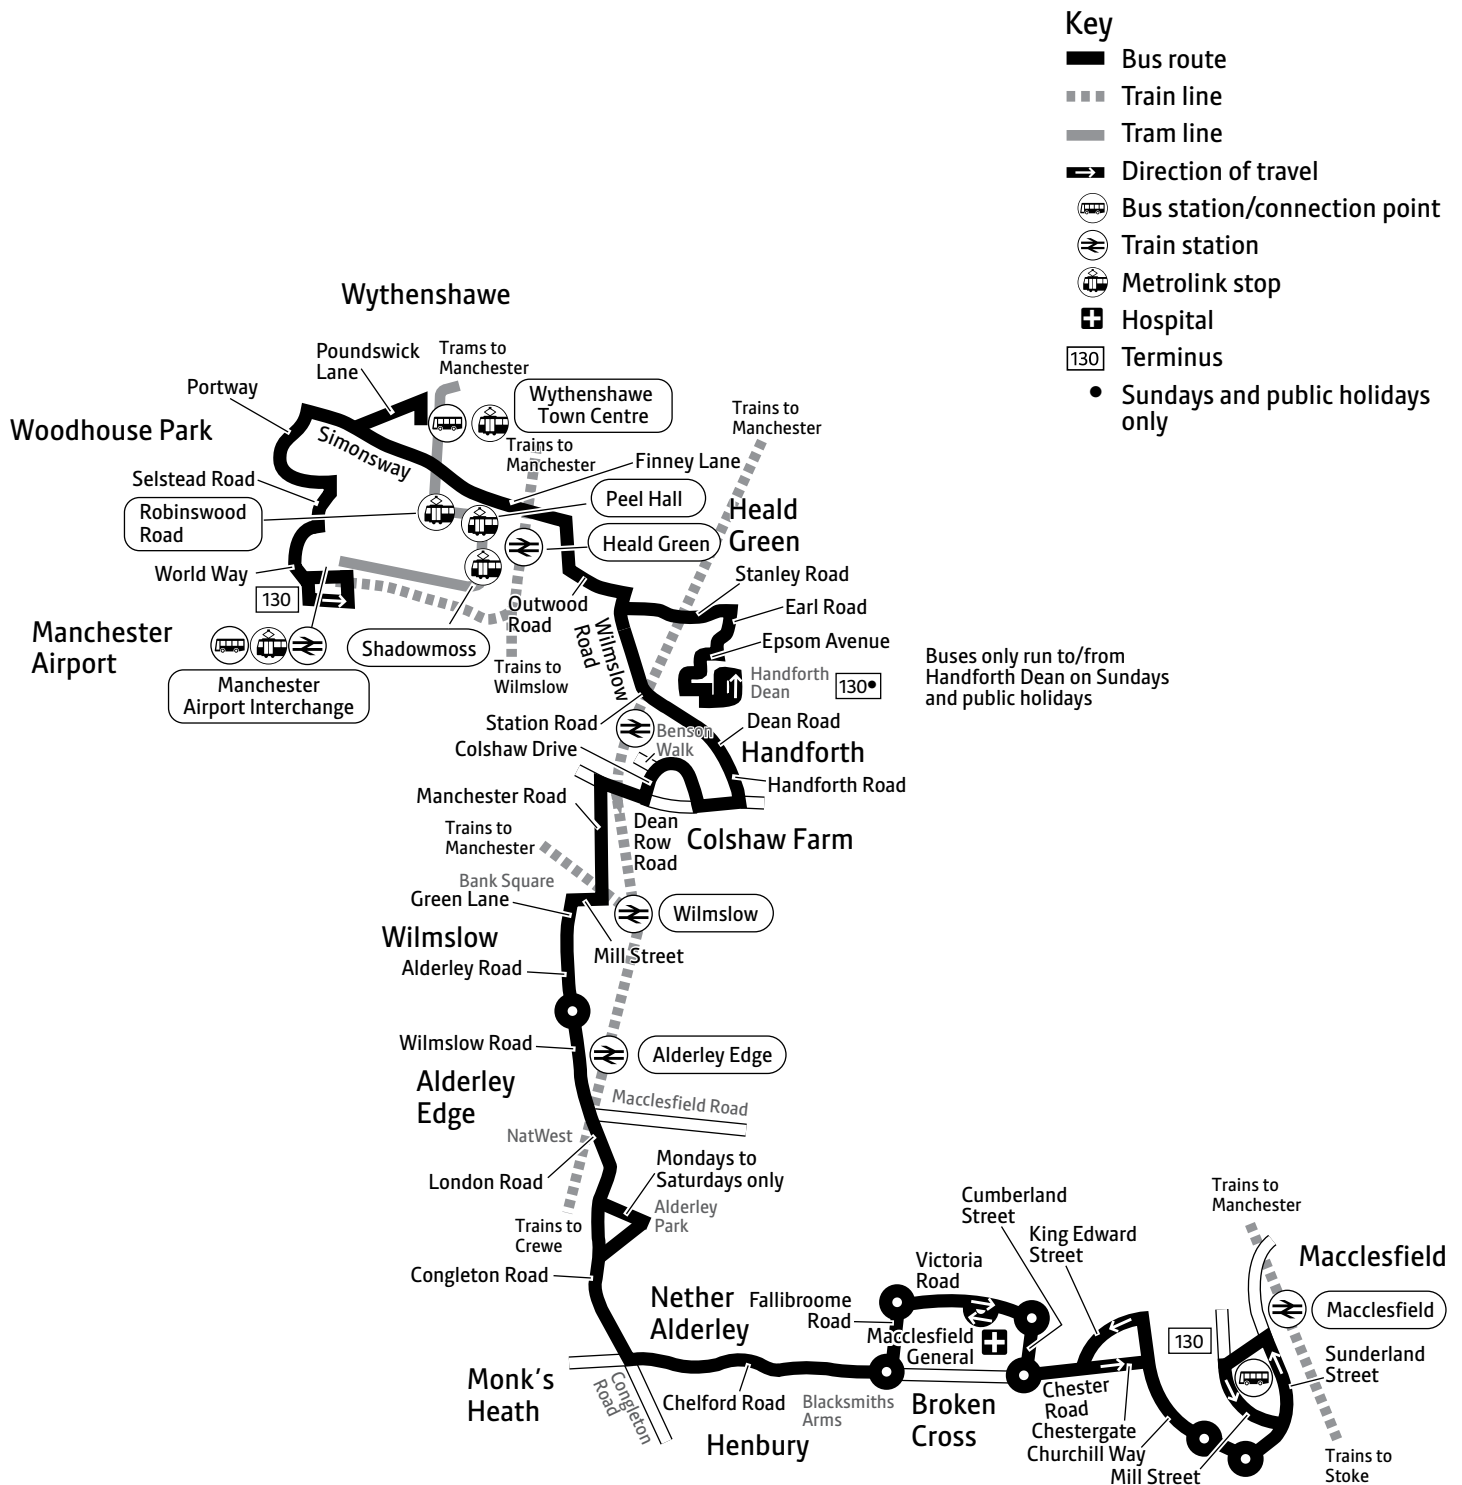 Key
Bus route
Train line
Tram line
Direction of travel
Bus station/connection point
Train station
Metrolink stop
Hospital
130
Terminus
Sundays and public holidays
only
Wythenshawe
Poundswick
Lane
Trams to
Manchester
Portway
Wythenshawe
Town Centre
Trains to
Manchester
Woodhouse Park
Simonsway
Trains to
Manchester
Finney Lane
Selstead Road
Peel Hall
Robinswood
Road
Heald
Green
Heald Green
World Way
Stanley Road
130
Outwood
Road
Earl Road
Manchester
Airport
Wilmslow
Road
Epsom Avenue
Shadowmoss
Trains to
Wilmslow
Handforth
Dean
130
Buses only run to/from
Handforth Dean on Sundays
and public holidays
Manchester
Airport Interchange
Station Road
Dean Road
Benson
Walk
Colshaw Drive
Handforth
Handforth Road
Manchester Road
Dean
Row
Road
Colshaw Farm
Trains to
Manchester
Bank Square
Green Lane
Wilmslow
Wilmslow
Mill Street
Alderley Road
Wilmslow Road
Alderley Edge
Alderley
Edge
Macclesfield Road
NatWest
London Road
Mondays to
Saturdays only
Alderley
Park
Trains to
Crewe
Congleton Road
Cumberland
Street
King Edward
Street
Trains to
Manchester
Macclesfield
Victoria
Road
Nether
Alderley
Fallibroome
Road
Macclesfield
General
130
Macclesfield
Sunderland
Street
Monk's
Heath
Congleton
Road
Chelford Road
Blacksmiths
Arms
Henbury
Broken
Cross
Chester
Road
Chestergate
Churchill Way
Mill Street
Trains to
Stoke